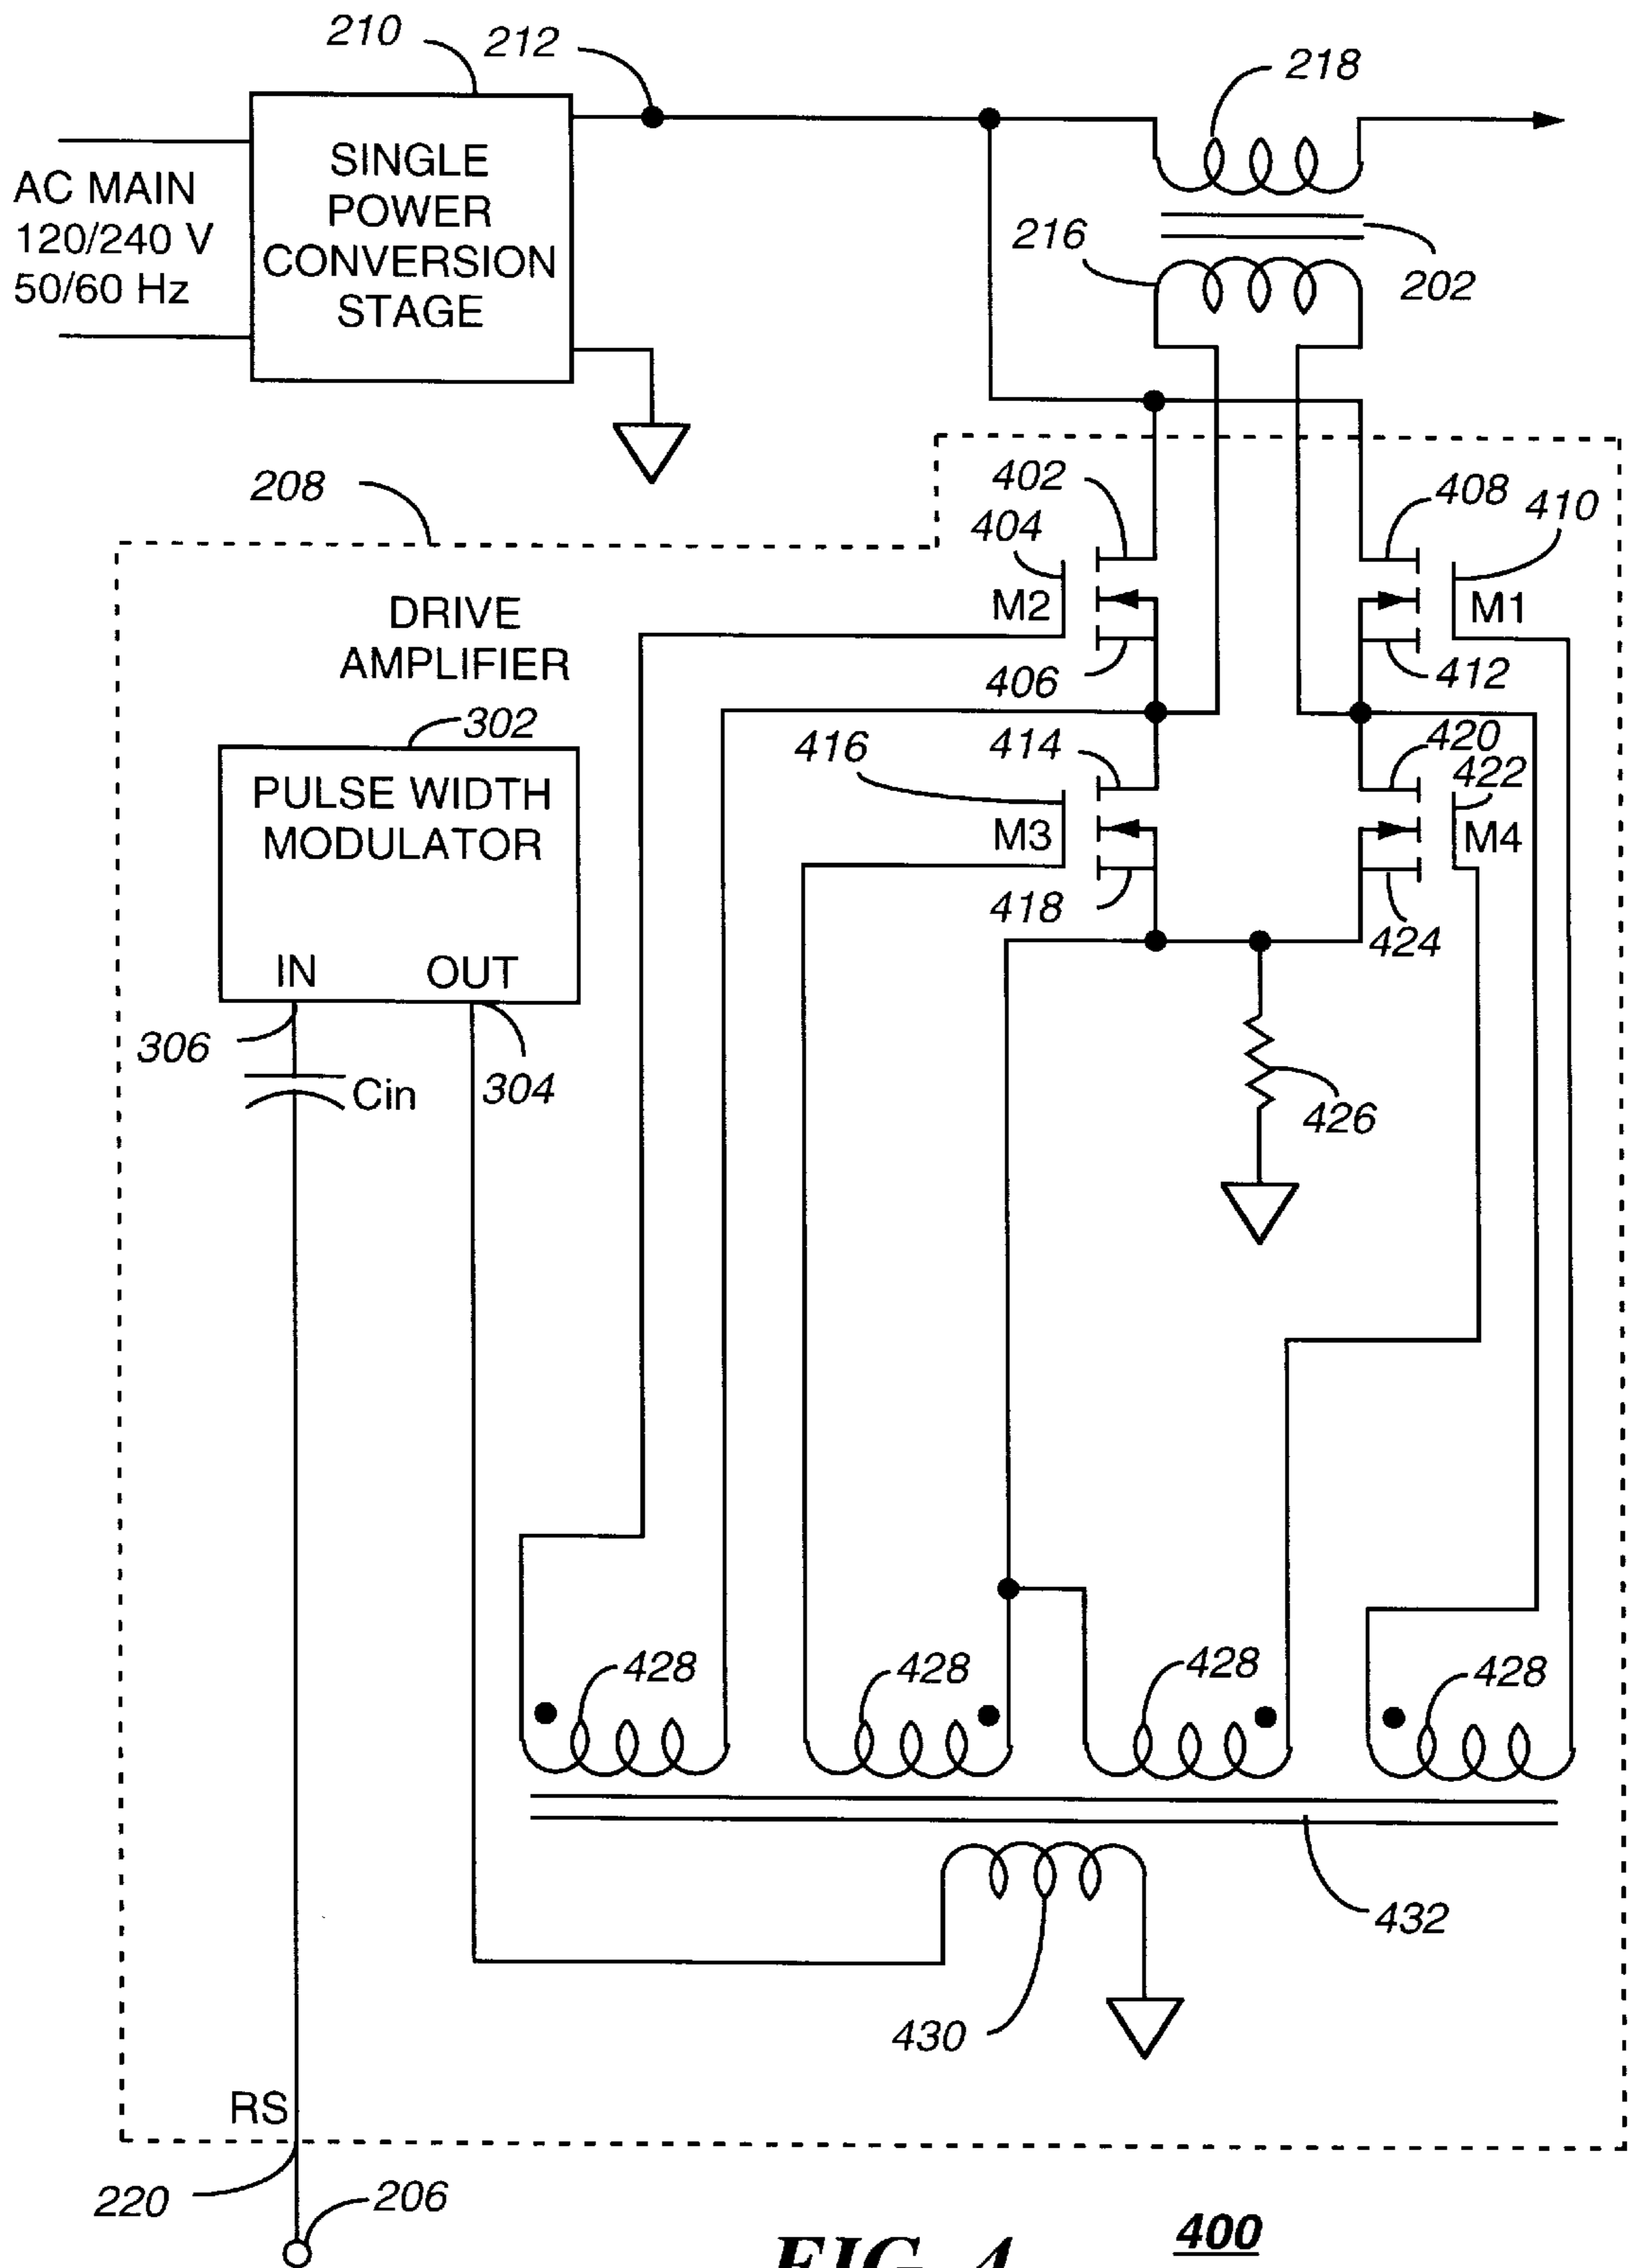 210
212
218
SINGLE
POWER
CONVERSION
STAGE
AC MAIN
120/240 V
50/60 Hz
216
202
208
402
404
408
410
M2
M1
DRIVE
AMPLIFIER
406
412
302
416
414
420
422
PULSE WIDTH
MODULATOR
M3
M4
418
424
IN
OUT
306
304
Cin
426
428
428
428
428
432
430
RS
220
206
400
FIG. 4